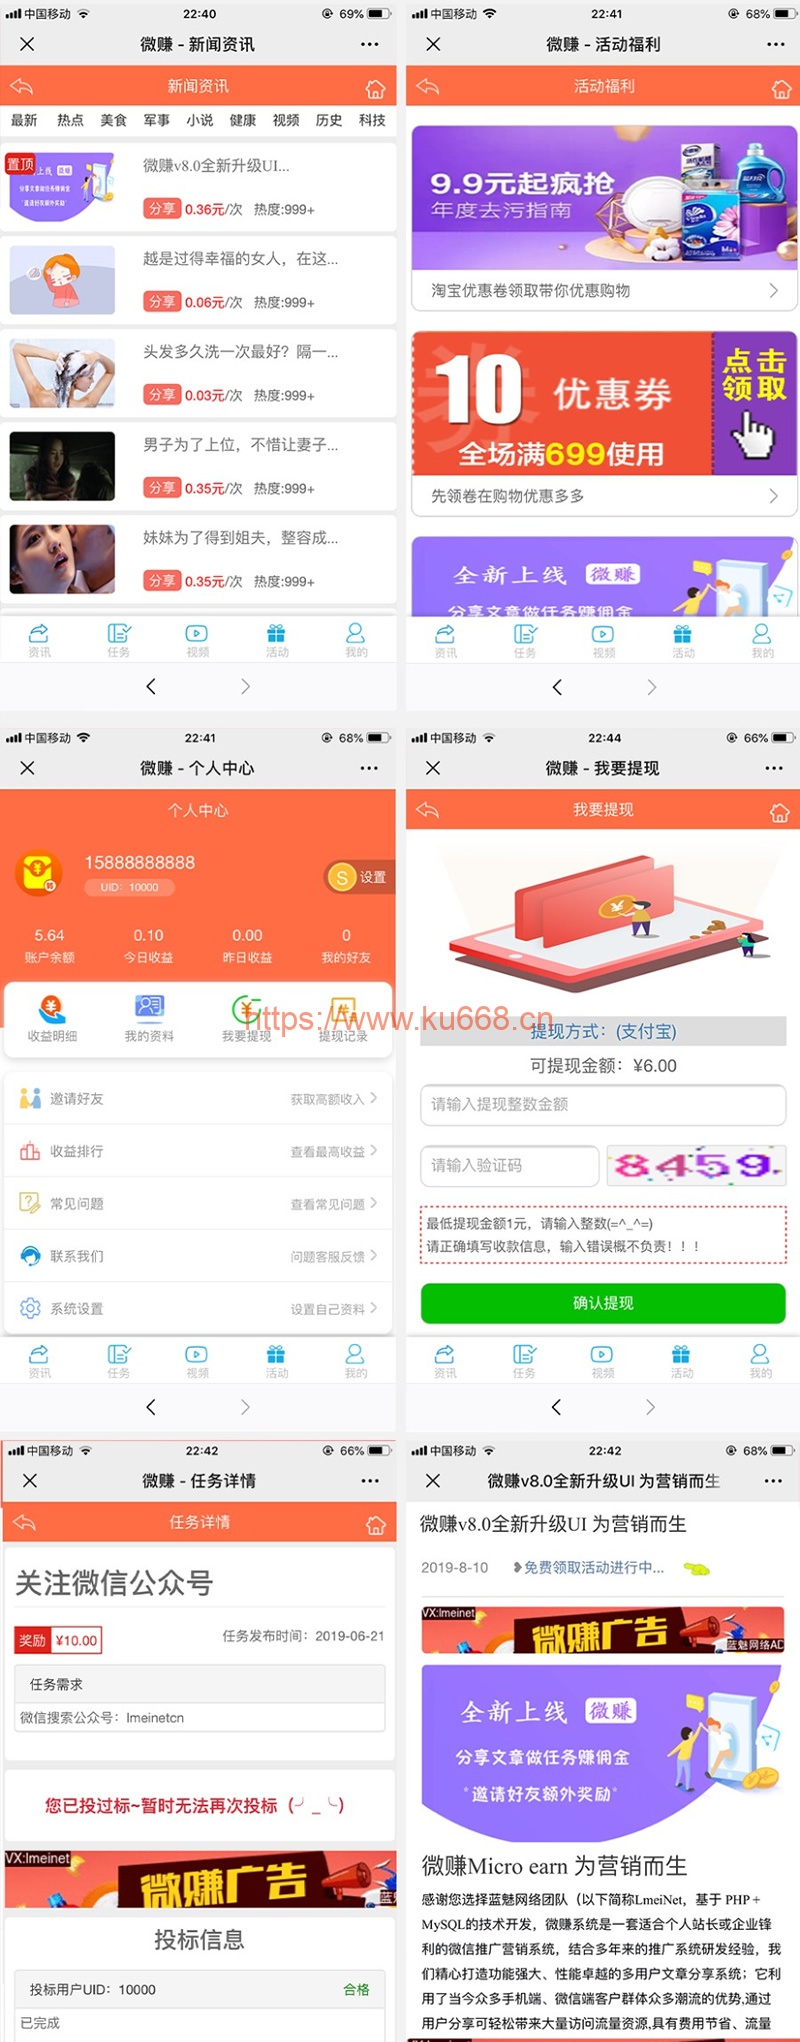 中国移动 22:40 69%
微赚 - 新闻资讯
新闻资讯
最新 热点 美食 军事 小说 健康 视频 历史 科技
置顶
上线 微赚
分享文章做任务赚佣金
*邀请好友额外奖励*
微赚v8.0全新升级UI...
分享 0.36元/次 热度:999+
越是过得幸福的女人，在这...
分享 0.06元/次 热度:999+
头发多久洗一次最好？隔一...
分享 0.03元/次 热度:999+
男子为了上位，不惜让妻子...
分享 0.35元/次 热度:999+
妹妹为了得到姐夫，整容成...
分享 0.35元/次 热度:999+
资讯 任务 视频 活动 我的
中国移动 22:41 68%
微赚 - 活动福利
活动福利
9.9元起疯抢
年度去污指南
淘宝优惠卷领取带你优惠购物
券
10 优惠券
全场满699使用
点击
领取
先领卷在购物优惠多多
全新上线 微赚
分享文章做任务赚佣金
资讯 任务 视频 活动 我的
中国移动 22:41 68%
微赚 - 个人中心
个人中心
15888888888
UID：10000
S 设置
5.64 0.10 0.00 0
账户余额 今日收益 昨日收益 我的好友
收益明细 我的资料 我要提现 提现记录
邀请好友 获取高额收入
收益排行 查看最高收益
常见问题 查看常见问题
联系我们 问题客服反馈
系统设置 设置自己资料
资讯 任务 视频 活动 我的
中国移动 22:44 66%
微赚 - 我要提现
我要提现
https://www.ku668.cn
提现方式：(支付宝)
可提现金额：¥6.00
请输入提现整数金额
请输入验证码
8459
最低提现金额1元，请输入整数(=^_^=)
请正确填写收款信息，输入错误概不负责！！！
确认提现
资讯 任务 视频 活动 我的
中国移动 22:42 66%
微赚 - 任务详情
任务详情
关注微信公众号
奖励 ¥10.00
任务发布时间：2019-06-21
任务需求
微信搜索公众号：lmeinetcn
您已投过标~暂时无法再次投标（╯_╰）
VX:lmeinet
微赚广告
蓝
投标信息
投标用户UID：10000 合格
已完成
中国移动 22:42 68%
微赚v8.0全新升级UI 为营销而生
微赚v8.0全新升级UI 为营销而生
2019-8-10 ❥免费领取活动进行中...
VX:lmeinet
微赚广告
蓝魅网络AD
全新上线 微赚
分享文章做任务赚佣金
*邀请好友额外奖励*
微赚Micro earn 为营销而生
感谢您选择蓝魅网络团队（以下简称LmeiNet，基于 PHP +
MySQL的技术开发，微赚系统是一套适合个人站长或企业锋
利的微信推广营销系统，结合多年来的推广系统研发经验，我
们精心打造功能强大、性能卓越的多用户文章分享系统；它利
用了当今众多手机端、微信端客户群体众多潮流的优势,通过
用户分享可轻松带来大量访问流量资源,具有费用节省、流量